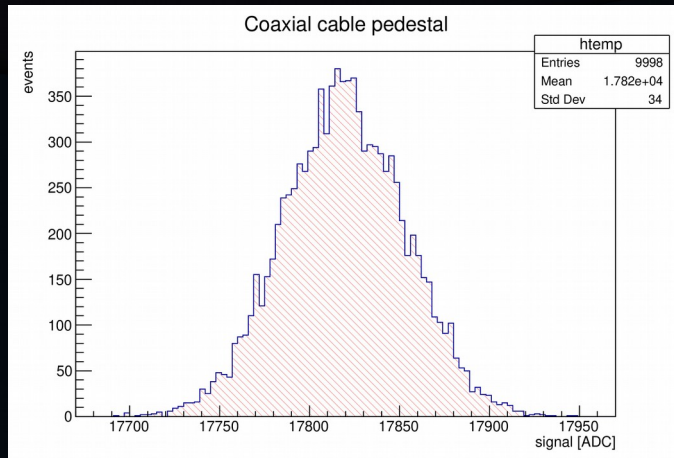 Coaxial cable pedestal
htemp
Entries 9998
Mean 1.782e+04
Std Dev 34
events
350
300
250
200
150
100
50
0
17700 17750 17800 17850 17900 17950
signal [ADC]